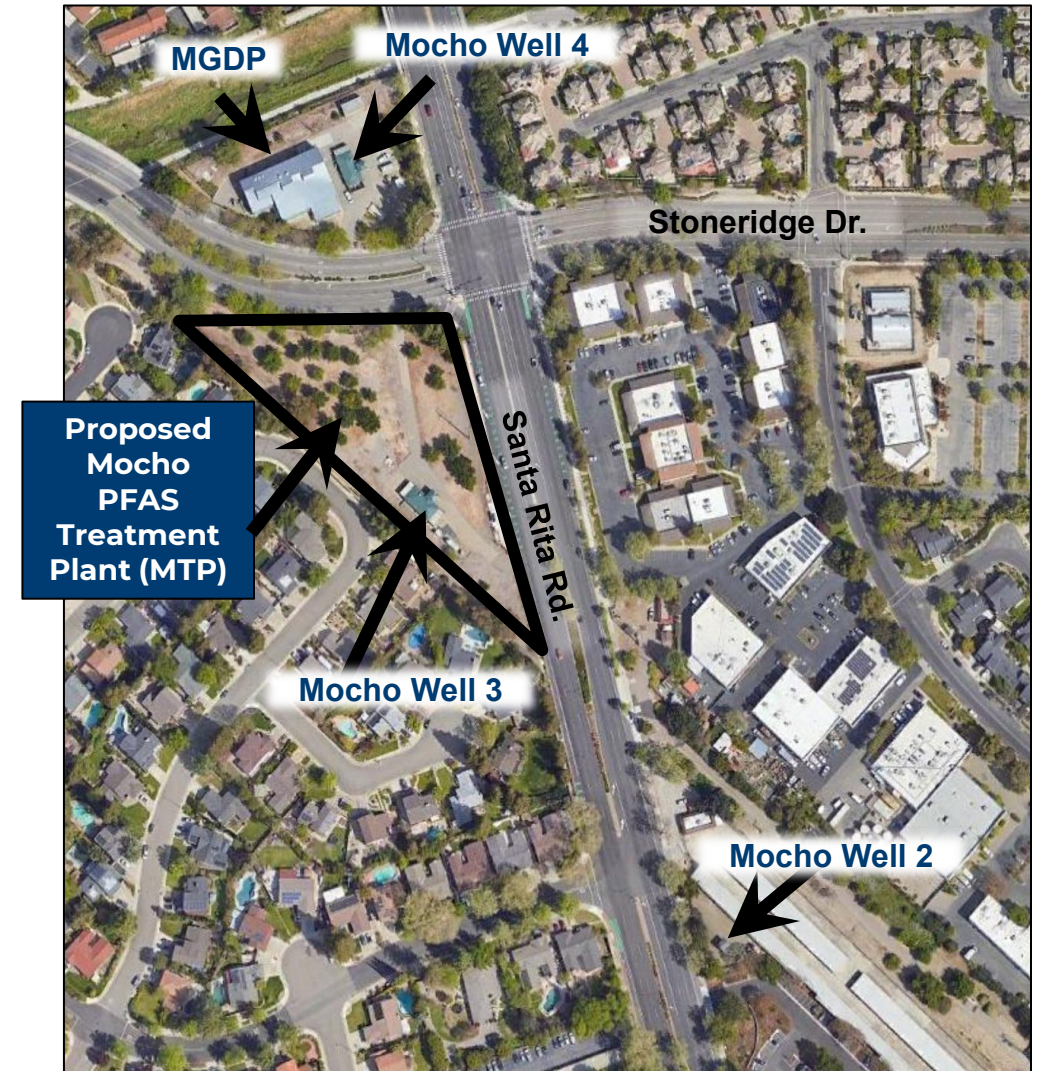 MGDP
Mocho Well 4
Stoneridge Dr.
Proposed
Mocho
PFAS
Treatment
Plant (MTP)
Santa Rita Rd.
Mocho Well 3
Mocho Well 2